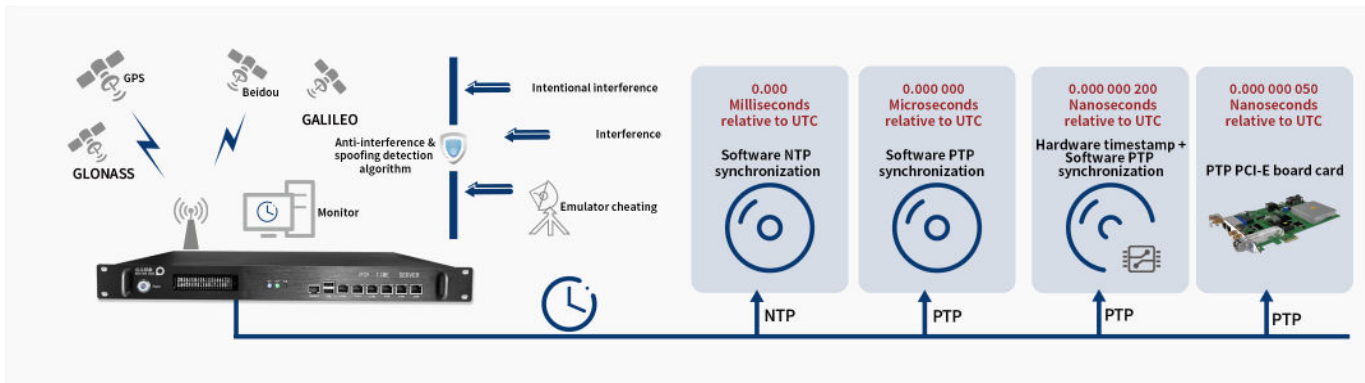 GPS
Beidou
GALILEO
GLONASS
Anti-interference &
spoofing detection
algorithm
Intentional interference
Interference
Emulator cheating
Monitor
PTP TIME SERVER
0.000
Milliseconds
relative to UTC
Software NTP
synchronization
0.000 000
Microseconds
relative to UTC
Software PTP
synchronization
0.000 000 200
Nanoseconds
relative to UTC
Hardware timestamp +
Software PTP
synchronization
0.000 000 050
Nanoseconds
relative to UTC
PTP PCI-E board card
NTP
PTP
PTP
PTP